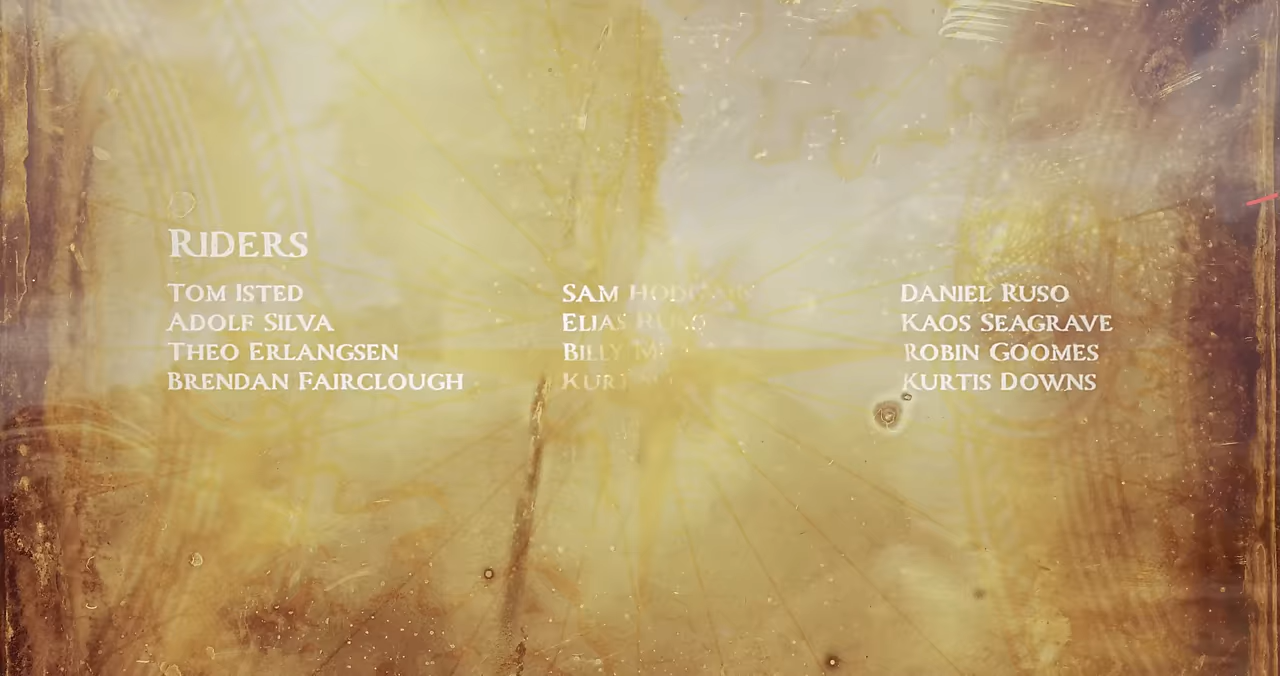 RIDERS
TOM ISTED
ADOLF SILVA
THEO ERLANGSEN
BRENDAN FAIRCLOUGH
SAM
ELIAS
BILLY
DANIEL RUSO
KAOS SEAGRAVE
ROBIN GOOMES
KURTIS DOWNS